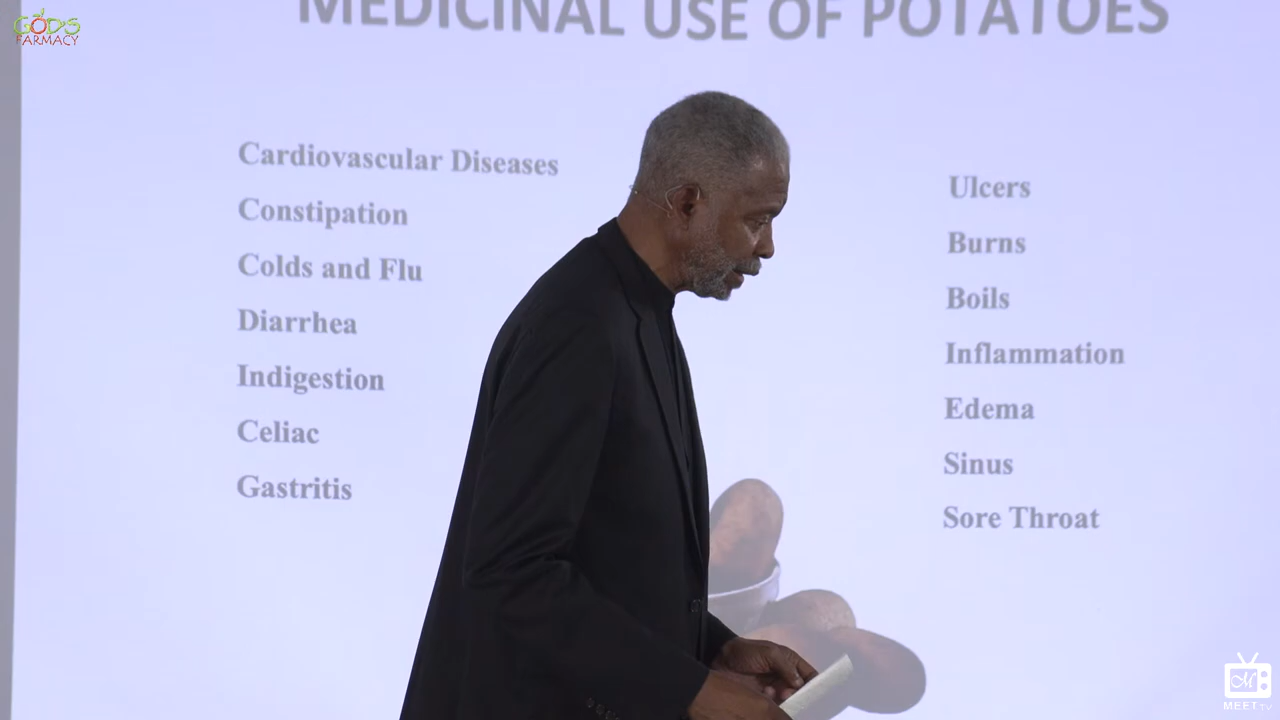 GODS
FARMACY
MEDICINAL USE OF POTATOES
Cardiovascular Diseases
Constipation
Colds and Flu
Diarrhea
Indigestion
Celiac
Gastritis
Ulcers
Burns
Boils
Inflammation
Edema
Sinus
Sore Throat
M
MEET TV